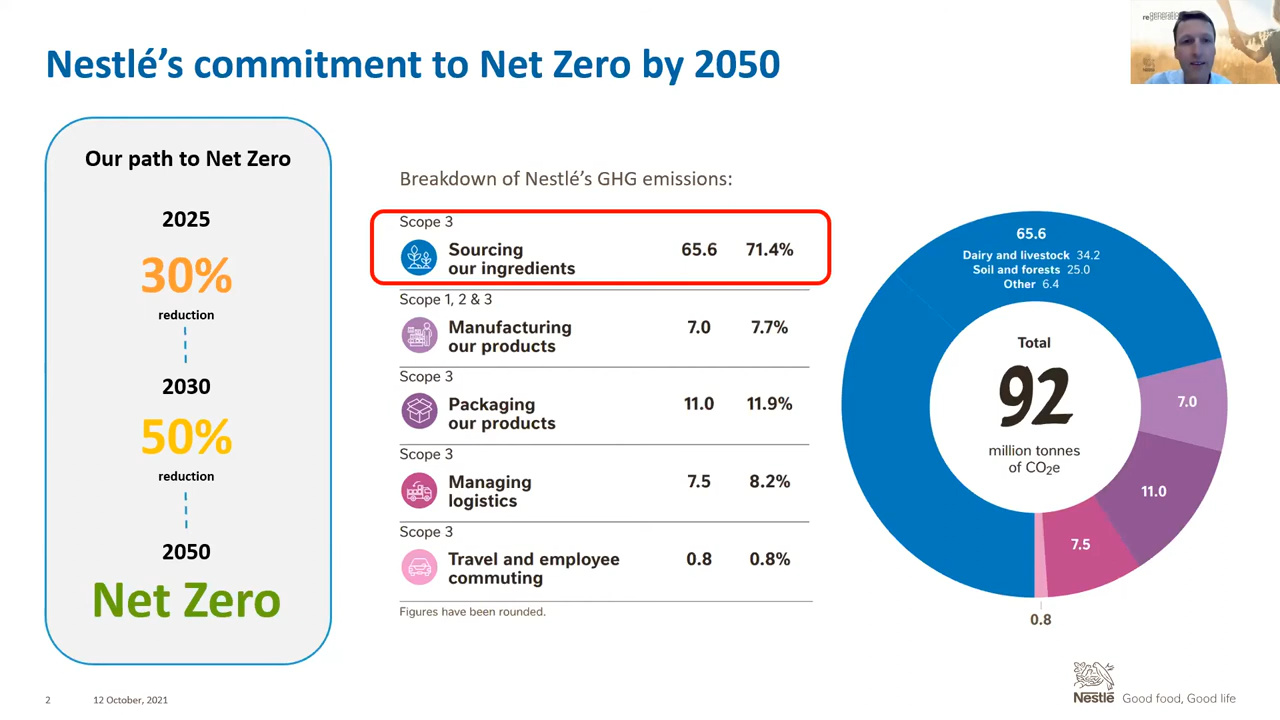 Nestlé's commitment to Net Zero by 2050
generation
regeneration
Our path to Net Zero
2025
30%
reduction
2030
50%
reduction
2050
Net Zero
Breakdown of Nestlé's GHG emissions:
Scope 3
Sourcing
our ingredients
65.6 71.4%
Scope 1, 2 & 3
Manufacturing
our products
7.0 7.7%
Scope 3
Packaging
our products
11.0 11.9%
Scope 3
Managing
logistics
7.5 8.2%
Scope 3
Travel and employee
commuting
0.8 0.8%
Figures have been rounded.
65.6
Dairy and livestock 34.2
Soil and forests 25.0
Other 6.4
Total
92
million tonnes
of CO2e
7.0
11.0
7.5
0.8
2 12 October, 2021
Nestlé Good food, Good life